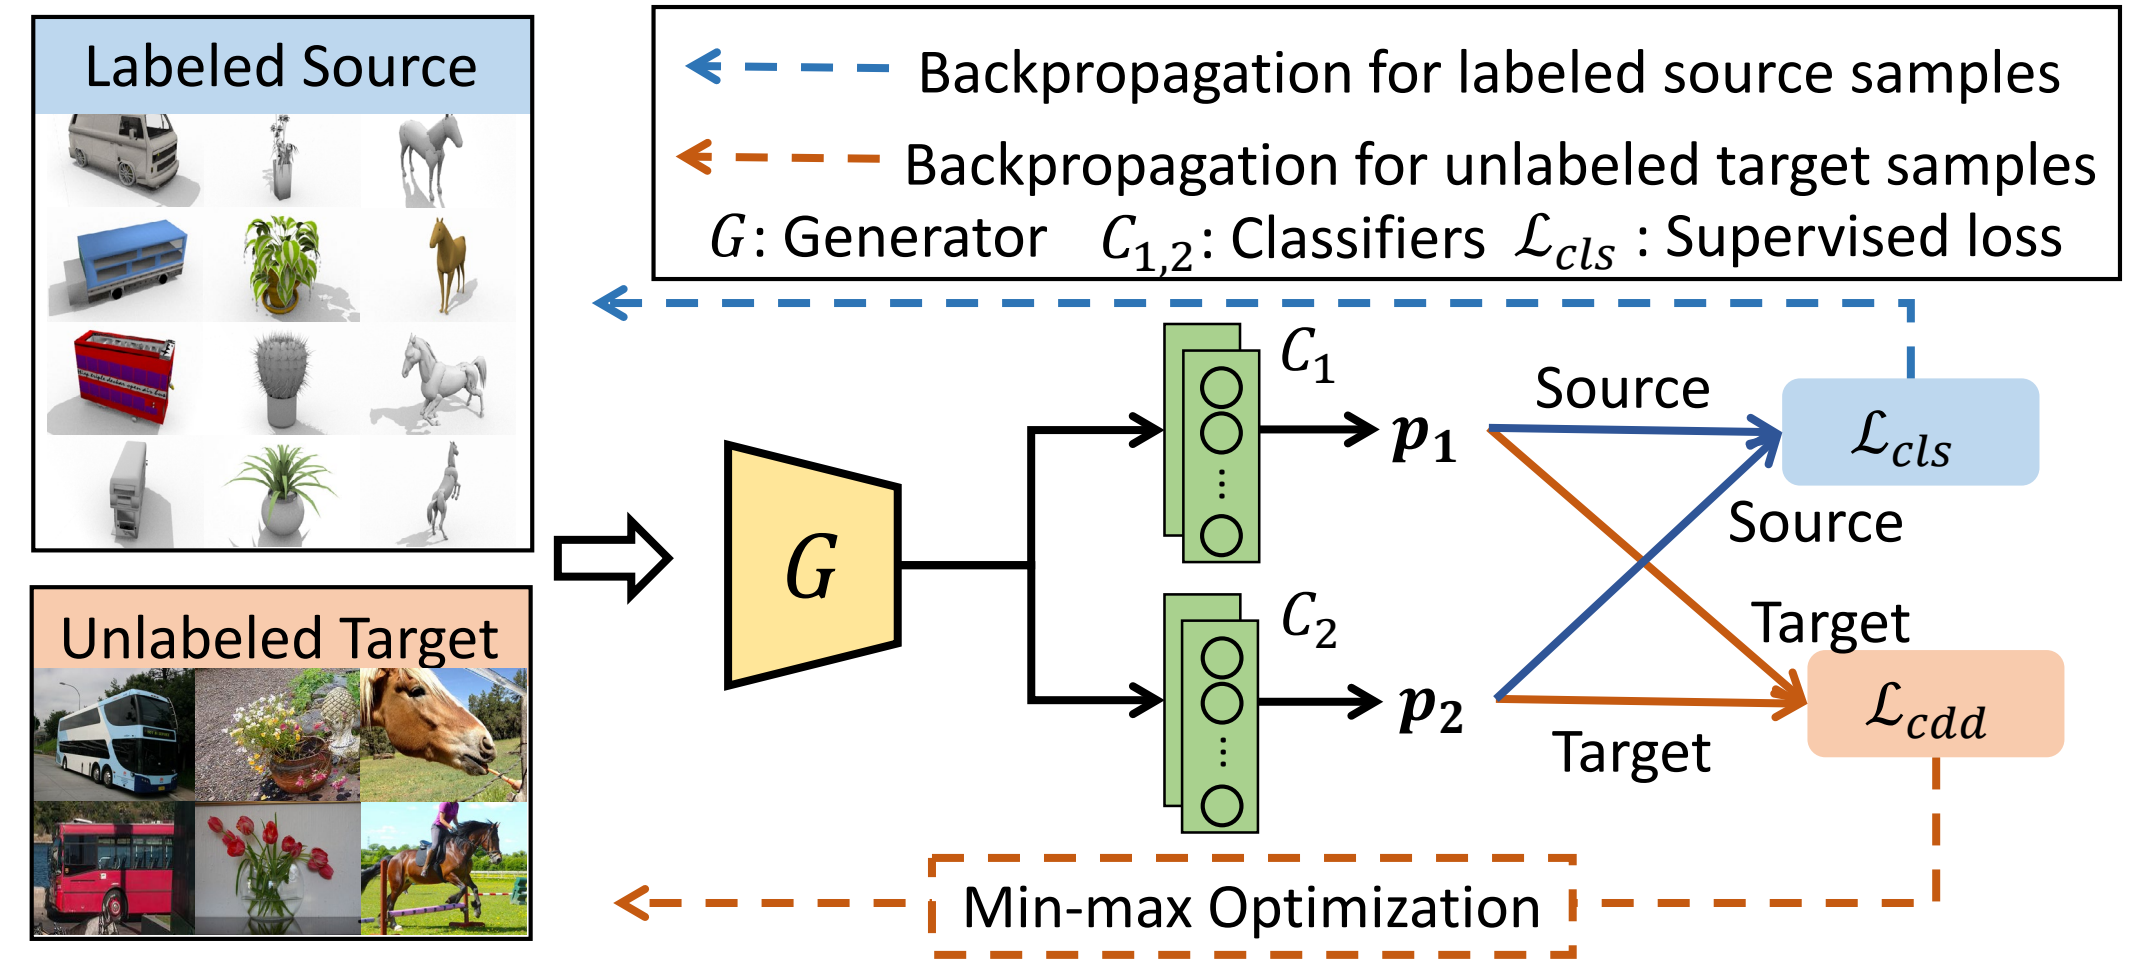 Labeled Source
Unlabeled Target
Backpropagation for labeled source samples
Backpropagation for unlabeled target samples
G: Generator C1,2: Classifiers ℒcls : Supervised loss
G
C1
C2
p1
p2
Source
Source
Target
Target
ℒcls
ℒcdd
Min-max Optimization